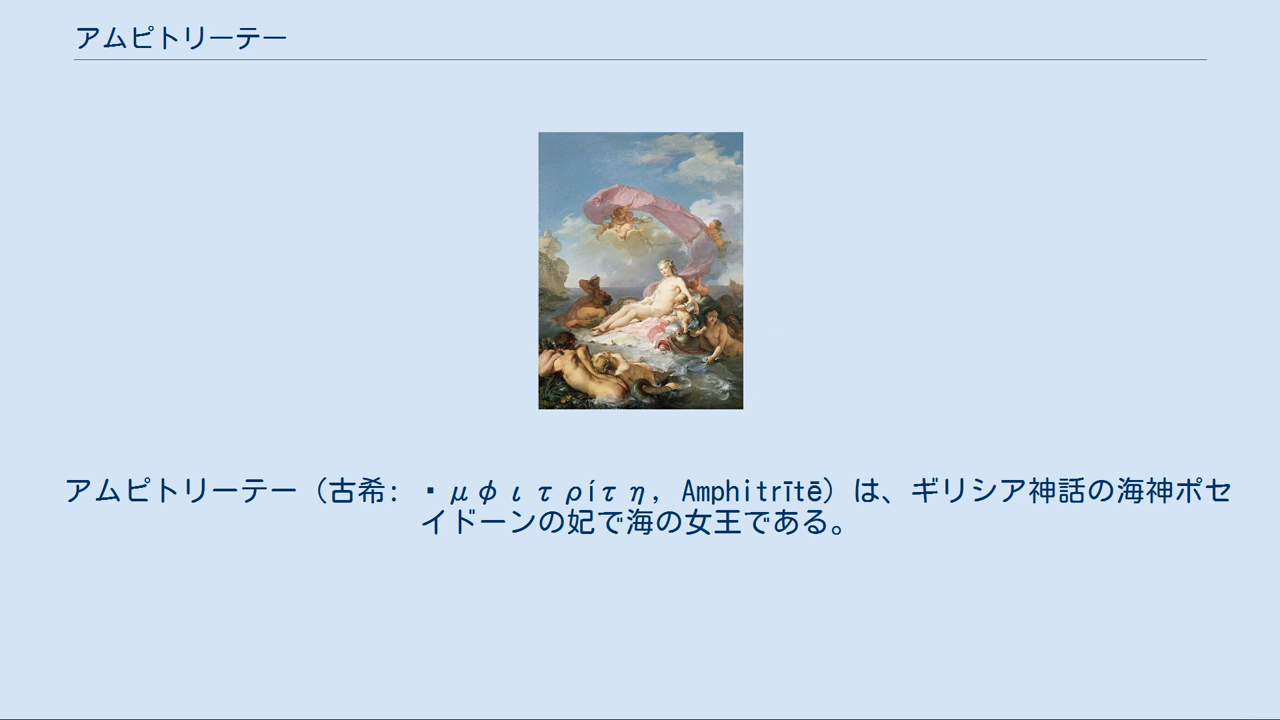 アムピトリーテー
アムピトリーテー（古希: ▪μφιτρίτη, Amphitrītē）は、ギリシア神話の海神ポセ
イドーンの妃で海の女王である。